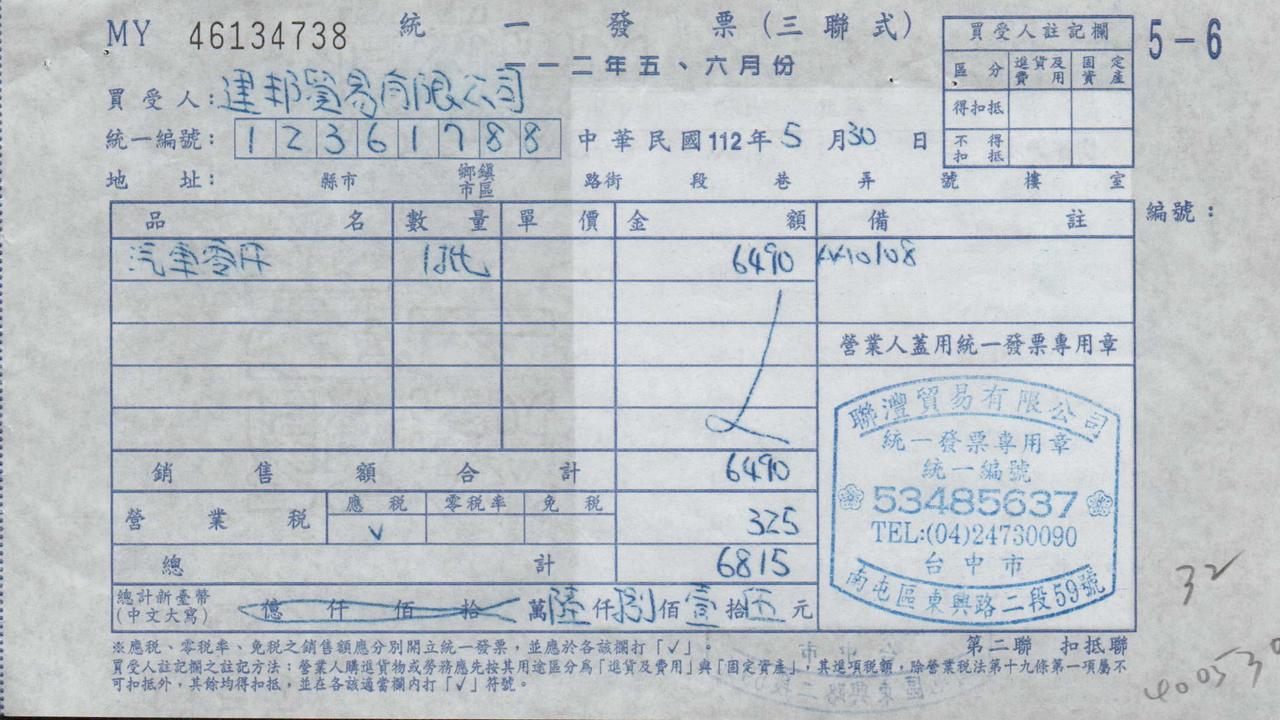 MY 46134738 統一發票(三聯式) 5-6
一一二年五、六月份
買受人註記欄
區分 進貨及費用 固定資產
得扣抵
不得扣抵
買受人:建邦貿易有限公司
統一編號:12361788 中華民國112年5月30日
地址: 縣市 鄉鎮市區 路街 段 巷 弄 號 樓 室
編號:
品名 數量 單價 金額 備註
汽車零件 1批 6490
營業人蓋用統一發票專用章
聯灃貿易有限公司
統一發票專用章
統一編號
53485637
TEL:(04)24730090
台中市
南屯區東興路二段59號
銷售額合計 6490
營業稅 應稅 零稅率 免稅 325
V
總計 6815
總計新臺幣(中文大寫) 億仟佰拾萬陸仟捌佰壹拾伍元
32
※應稅、零稅率、免稅之銷售額應分別開立統一發票,並應於各該欄打「√」。 第二聯 扣抵聯
買受人註記欄之註記方法:營業人購進貨物或勞務應先按其用途區分為「進貨及費用」與「固定資產」,其進項稅額,除營業稅法第十九條第一項屬不
可扣抵外,其餘均得扣抵,並在各該適當欄內打「√」符號。